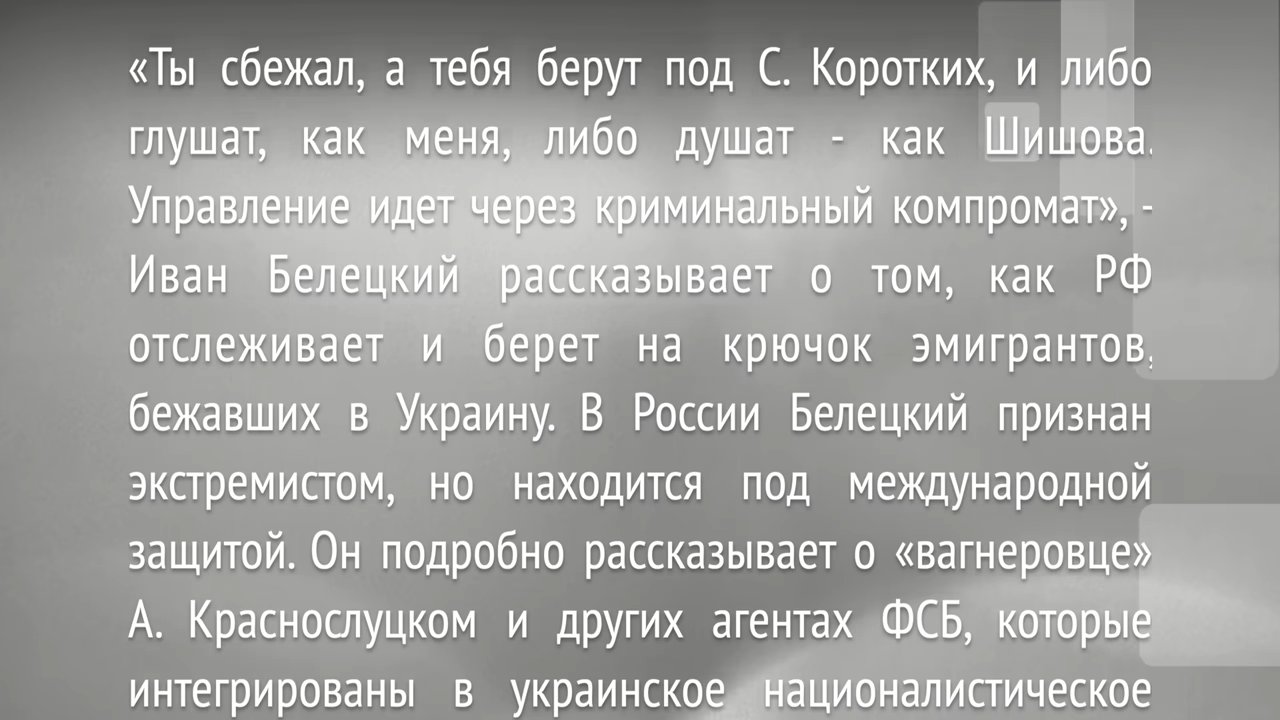 «Ты сбежал, а тебя берут под С. Коротких, и либо
глушат, как меня, либо душат - как Шишова.
Управление идет через криминальный компромат», -
Иван Белецкий рассказывает о том, как РФ
отслеживает и берет на крючок эмигрантов,
бежавших в Украину. В России Белецкий признан
экстремистом, но находится под международной
защитой. Он подробно рассказывает о «вагнеровце»
А. Краснослуцком и других агентах ФСБ, которые
интегрированы в украинское националистическое